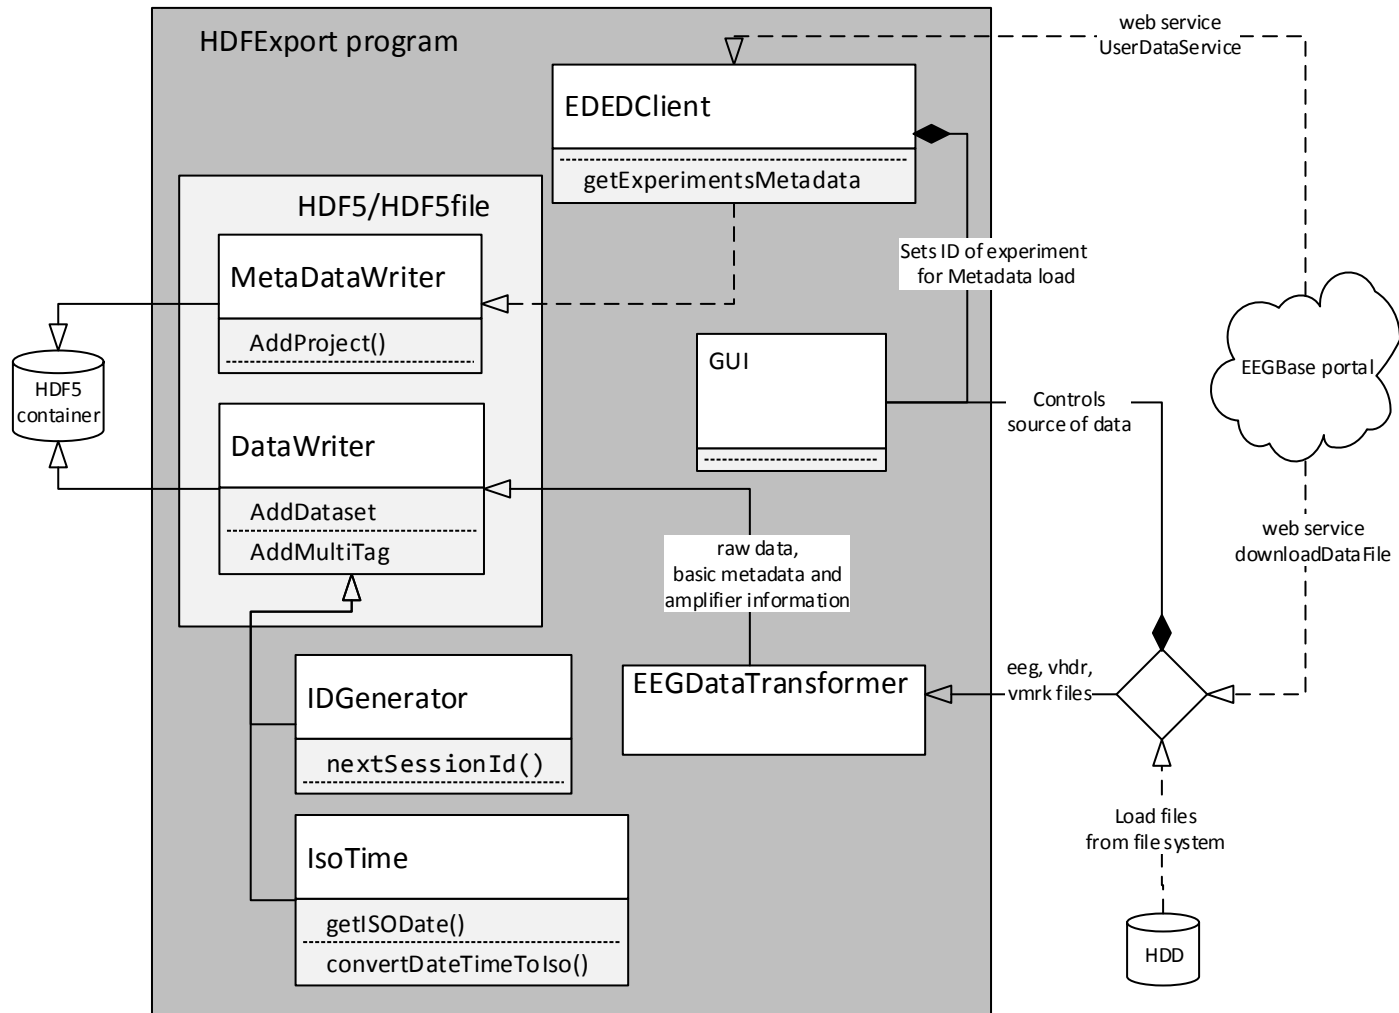 HDFExport program
web service
UserDataService
EDEDClient
getExperimentsMetadata
HDF5/HDF5file
MetaDataWriter
AddProject()
Sets ID of experiment
for Metadata load
HDF5
container
GUI
EEGBase portal
Controls
source of data
DataWriter
AddDataset
AddMultiTag
raw data,
basic metadata and
amplifier information
web service
downloadDataFile
IDGenerator
nextSessionId()
EEGDataTransformer
eeg, vhdr,
vmrk files
IsoTime
getISODate()
convertDateTimeToIso()
Load files
from file system
HDD